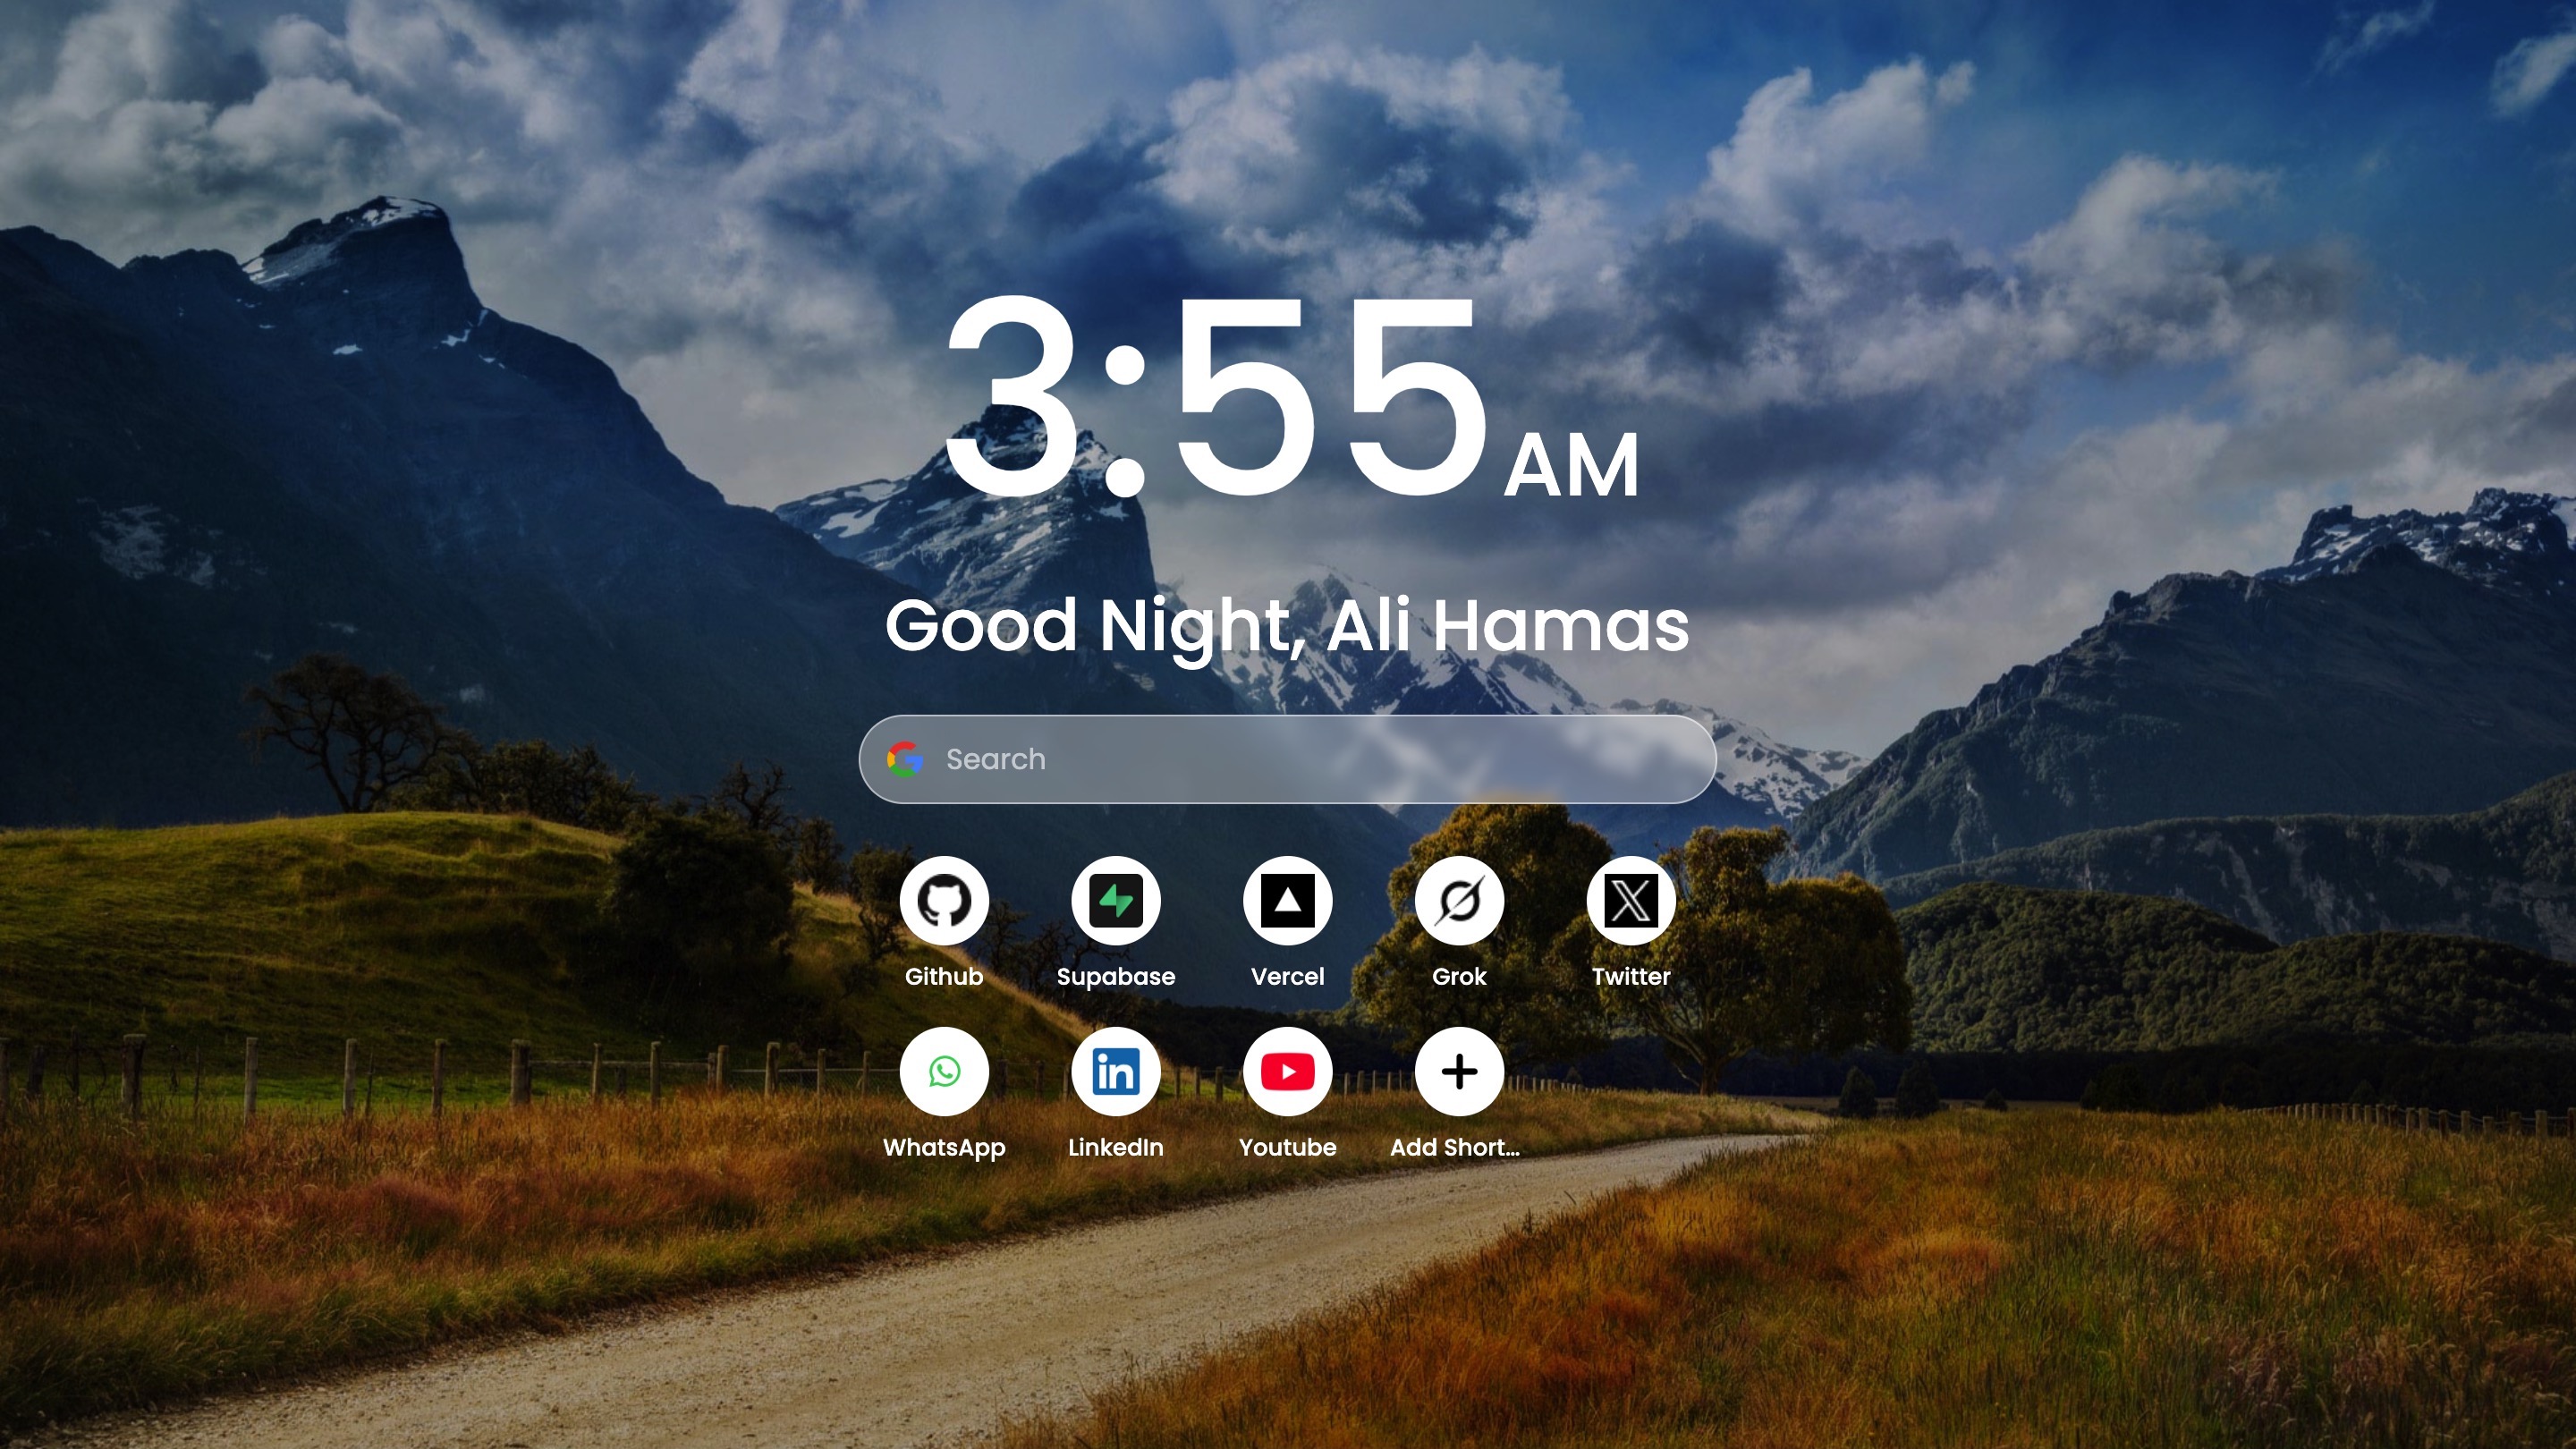 3:55 AM
Good Night, Ali Hamas
Search
Github Supabase Vercel Grok Twitter
WhatsApp LinkedIn Youtube Add Short...